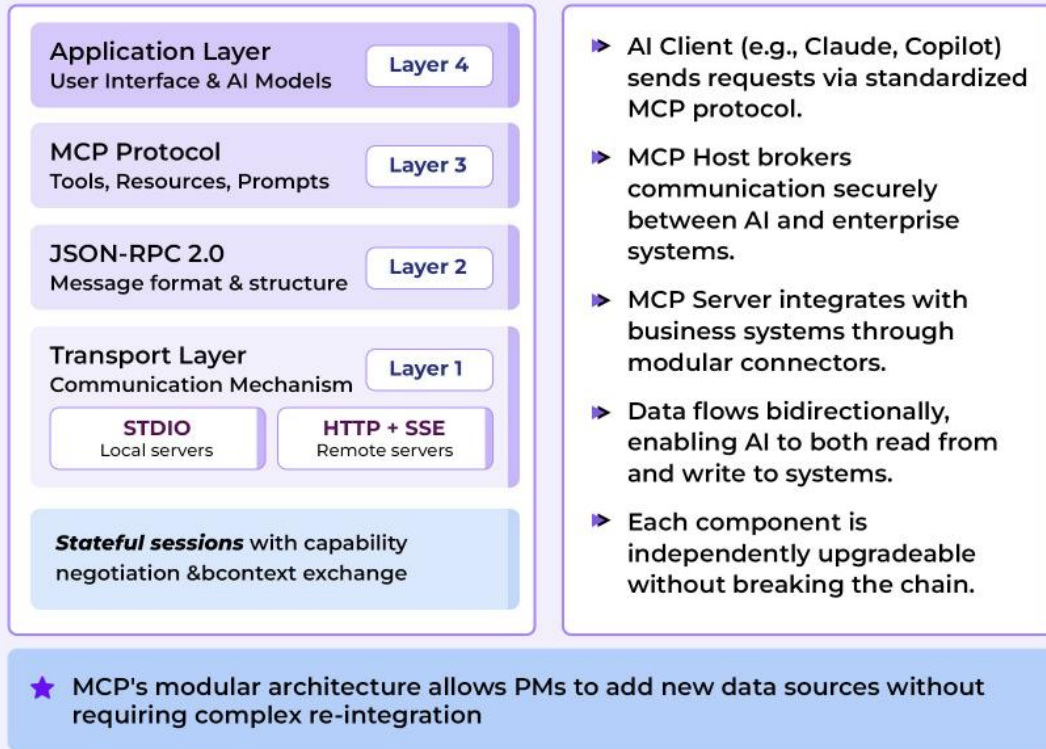 Application Layer
User Interface & AI Models
Layer 4
MCP Protocol
Tools, Resources, Prompts
Layer 3
JSON-RPC 2.0
Message format & structure
Layer 2
Transport Layer
Communication Mechanism
Layer 1
STDIO
Local servers
HTTP + SSE
Remote servers
Stateful sessions with capability
negotiation &bcontext exchange
AI Client (e.g., Claude, Copilot)
sends requests via standardized
MCP protocol.
MCP Host brokers
communication securely
between AI and enterprise
systems.
MCP Server integrates with
business systems through
modular connectors.
Data flows bidirectionally,
enabling AI to both read from
and write to systems.
Each component is
independently upgradeable
without breaking the chain.
MCP's modular architecture allows PMs to add new data sources without
requiring complex re-integration